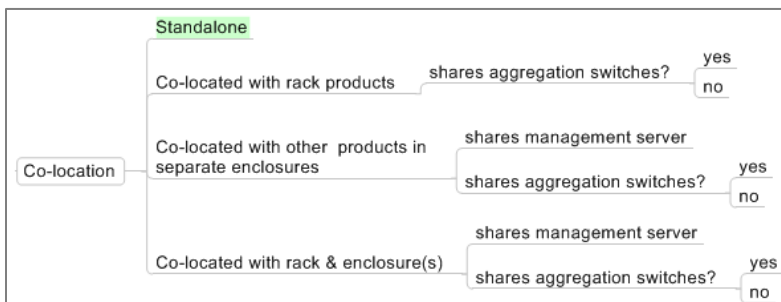 Standalone
Co-located with rack products
shares aggregation switches?
yes
no
Co-location
Co-located with other products in
separate enclosures
shares management server
shares aggregation switches?
yes
no
Co-located with rack & enclosure(s)
shares management server
shares aggregation switches?
yes
no